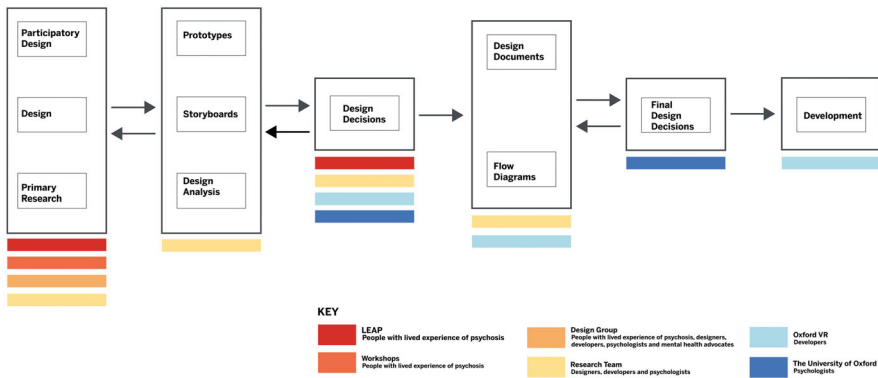 Participatory
Design
Design
Primary
Research
Prototypes
Storyboards
Design
Analysis
Design
Decisions
Design
Documents
Flow
Diagrams
Final
Design
Decisions
Development
KEY
LEAP
People with lived experience of psychosis
Workshops
People with lived experience of psychosis
Design Group
People with lived experience of psychosis, designers,
developers, psychologists and mental health advocates
Research Team
Designers, developers and psychologists
Oxford VR
Developers
The University of Oxford
Psychologists